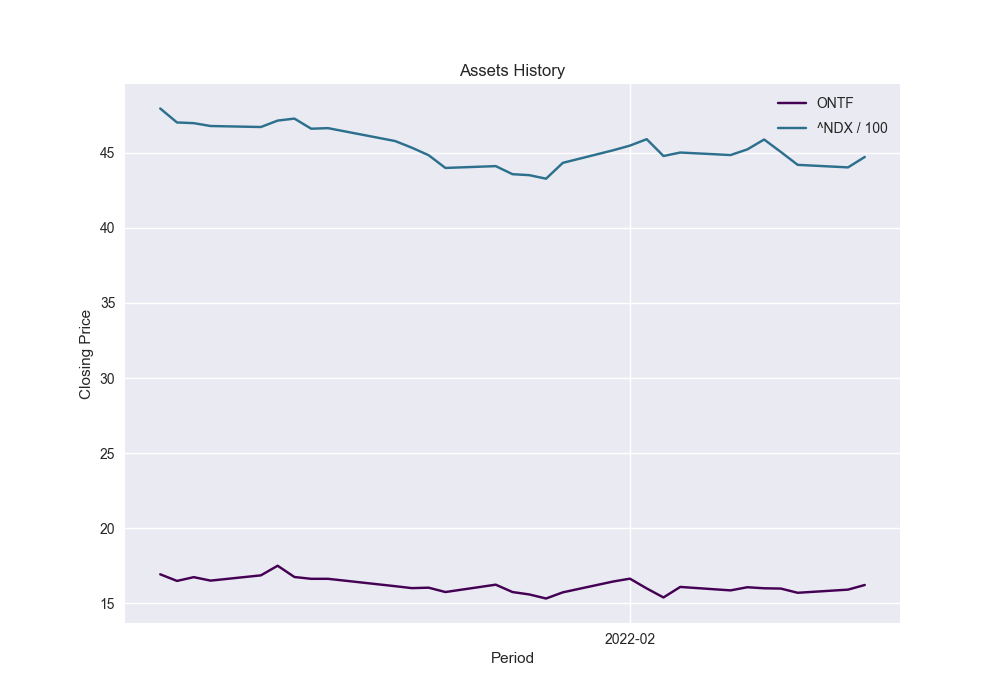 Assets History
ONTF
^NDX / 100
45
40
35
30
25
20
15
Closing Price
2022-02
Period